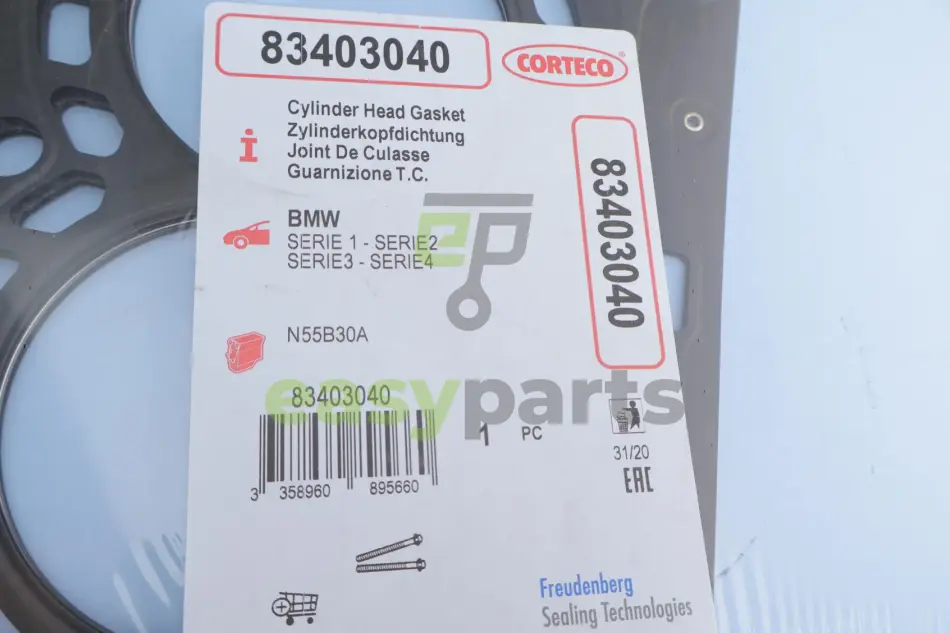 83403040
CORTECO®
Cylinder Head Gasket
Zylinderkopfdichtung
Joint De Culasse
Guarnizione T.C.
83403040
BMW
SERIE 1 - SERIE2
SERIE3 - SERIE4
ep
N55B30A
easyparts
83403040
1 PC
3 358960 895660
31/20
EAC
Freudenberg
Sealing Technologies